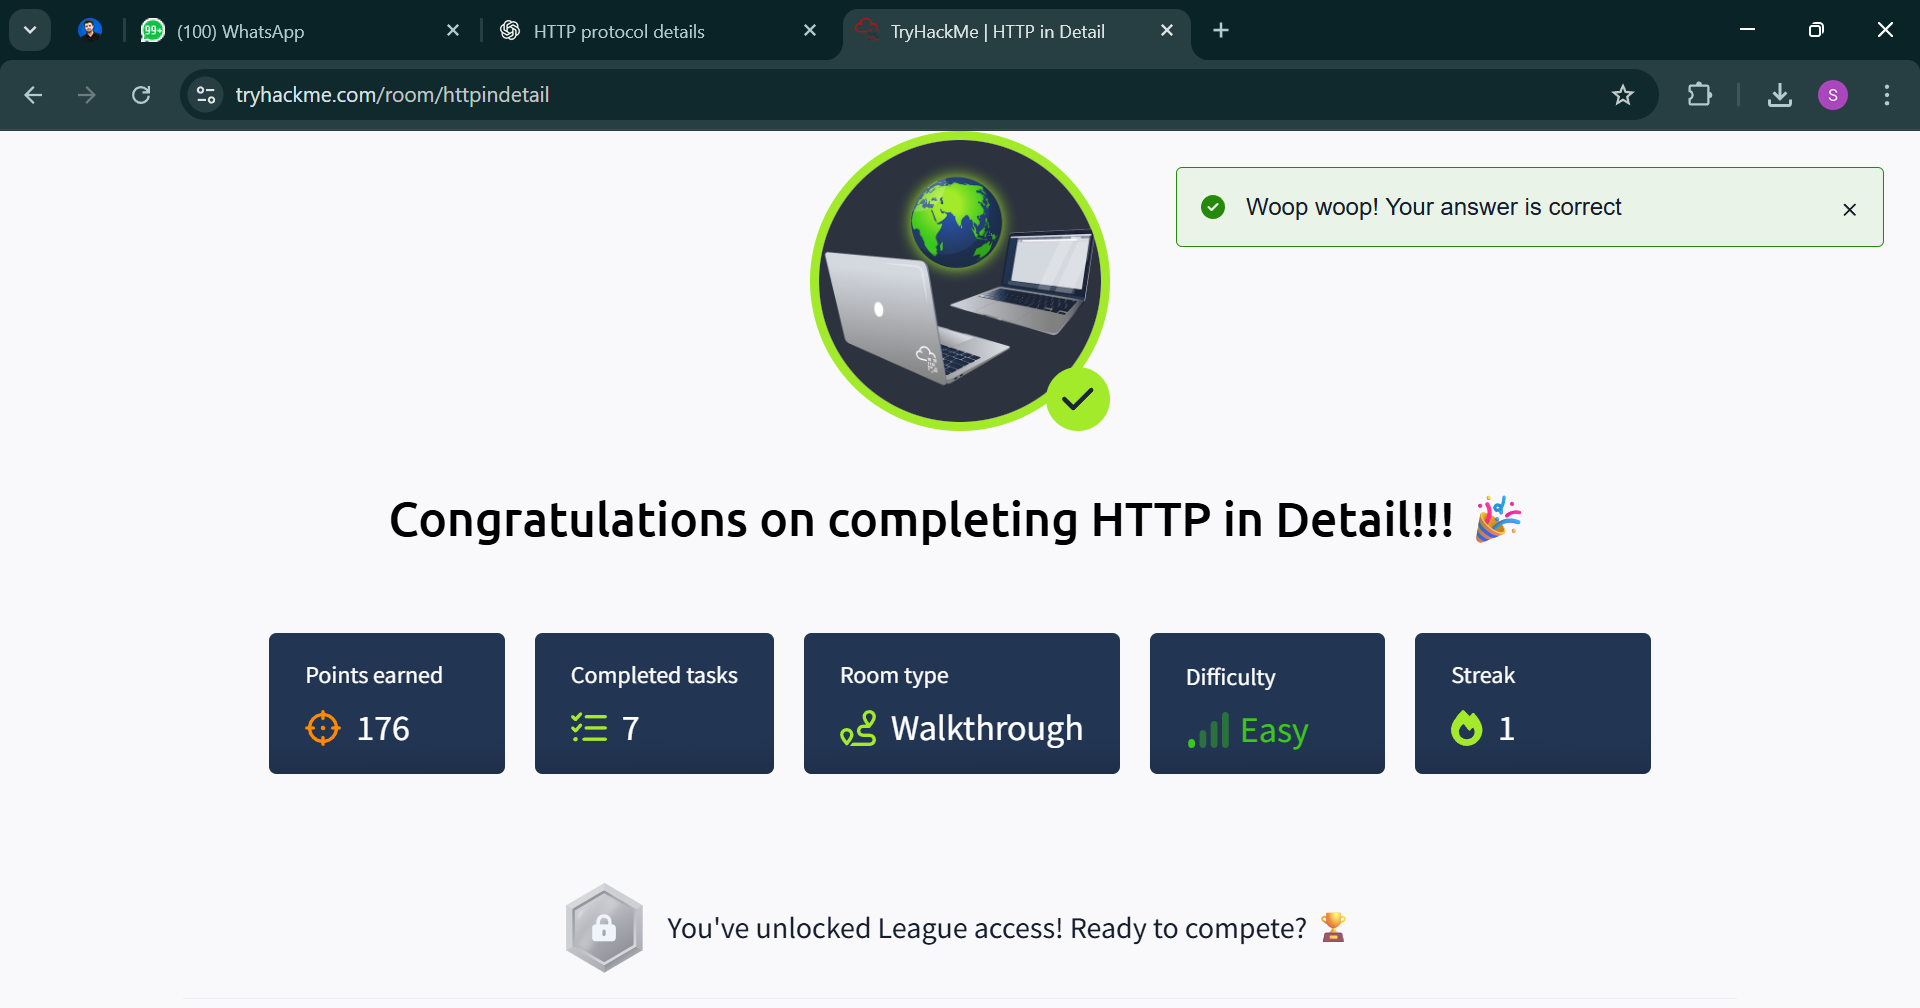 99+
(100) WhatsApp
HTTP protocol details
TryHackMe | HTTP in Detail
tryhackme.com/room/httpindetail
S
Woop woop! Your answer is correct
Congratulations on completing HTTP in Detail!!! 🎉
Points earned
176
Completed tasks
7
Room type
Walkthrough
Difficulty
Easy
Streak
1
You've unlocked League access! Ready to compete? 🏆